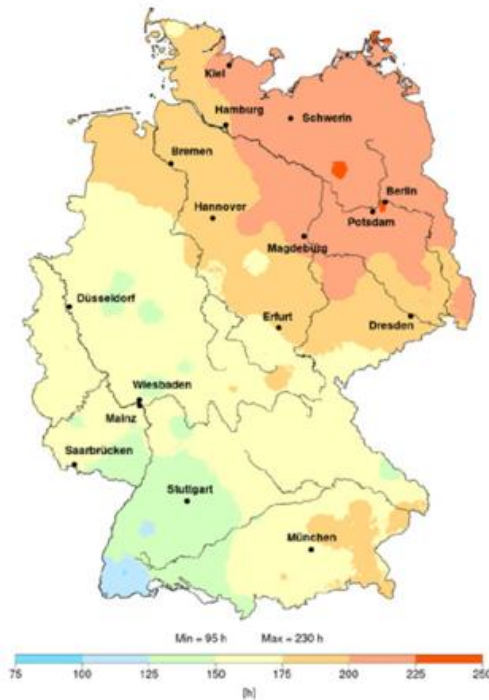 Kiel
Hamburg
Schwerin
Bremen
Berlin
Hannover
Potsdam
Magdeburg
Düsseldorf
Erfurt
Dresden
Wiesbaden
Mainz
Saarbrücken
Stuttgart
München
Min = 95 h Max = 230 h
75 100 125 150 175 200 225 250
[h]